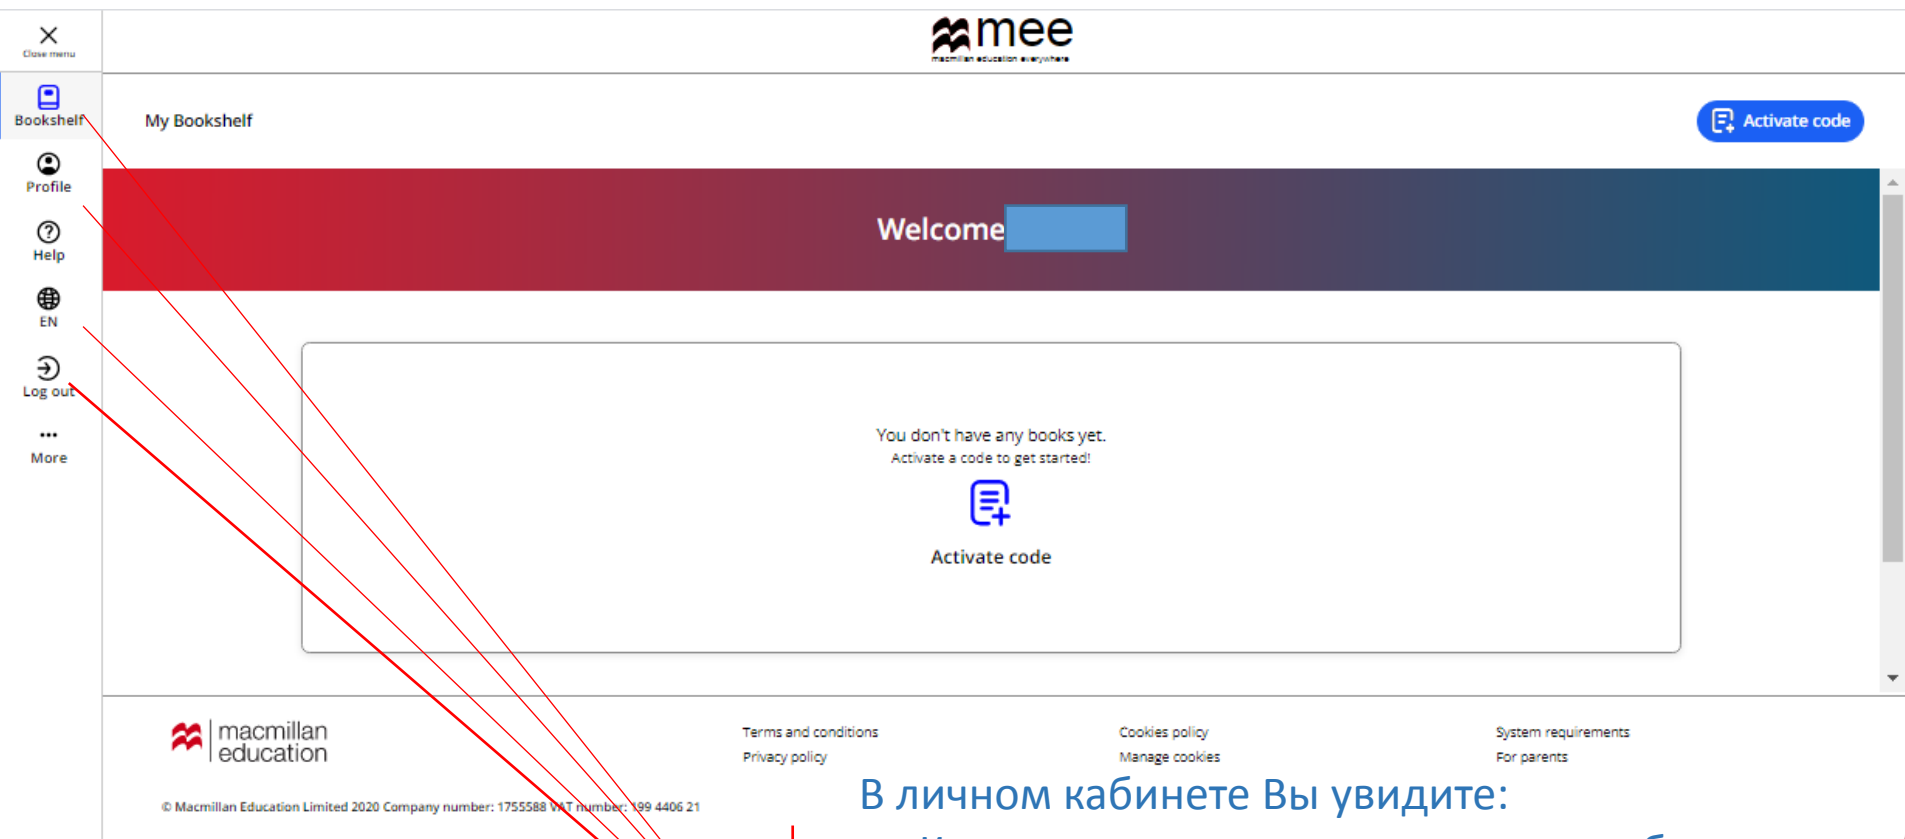 Close menu
mee
macmillan education everywhere
Bookshelf
My Bookshelf
Activate code
Profile
Welcome
Help
EN
Log out
More
You don't have any books yet.
Activate a code to get started!
Activate code
macmillan
education
Terms and conditions
Privacy policy
Cookies policy
Manage cookies
System requirements
For parents
© Macmillan Education Limited 2020 Company number: 1755588 VAT number: 199 4406 21
В личном кабинете Вы увидите: